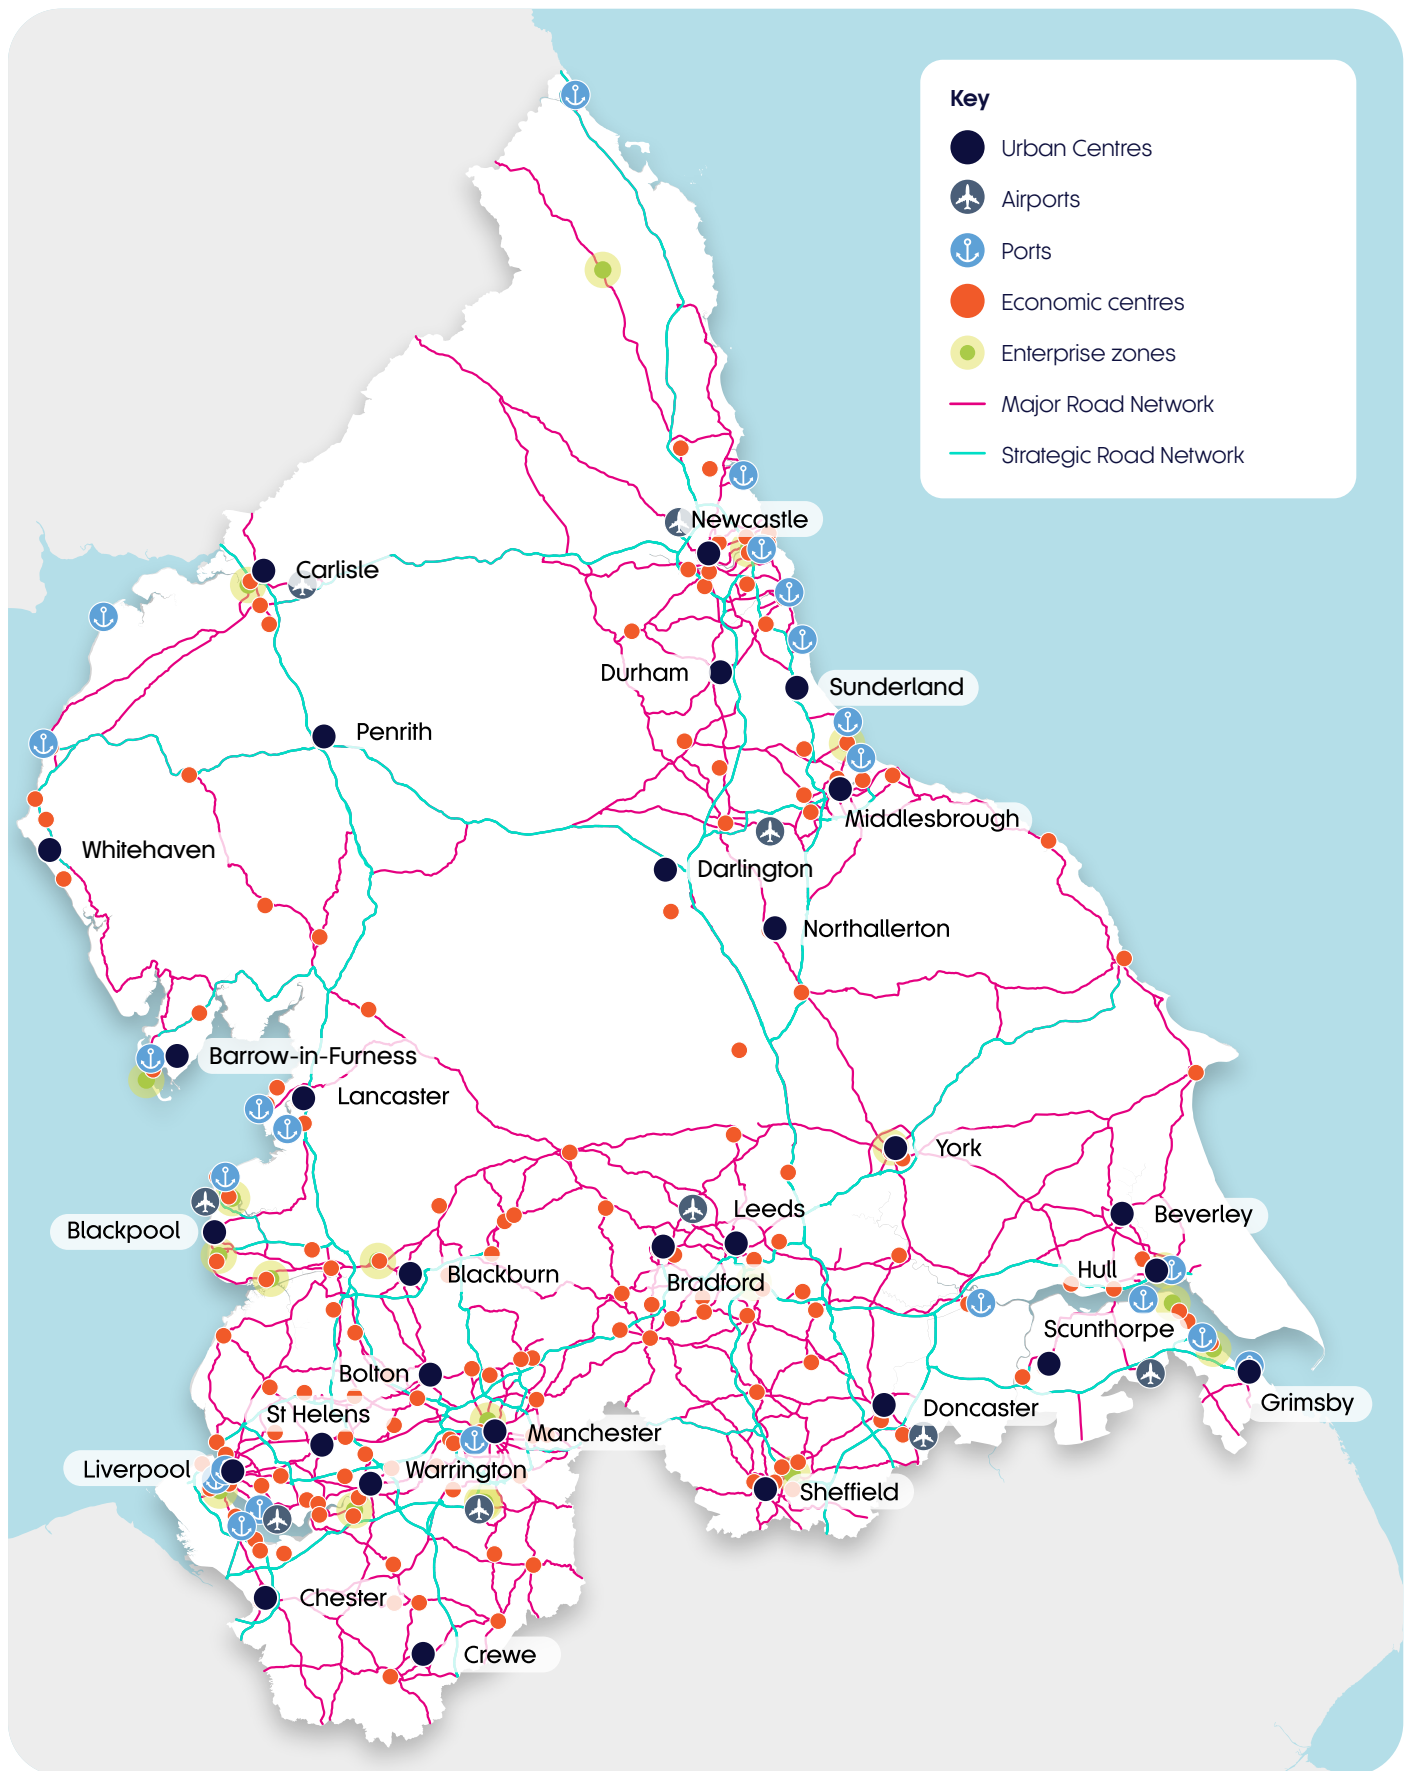 Key
Urban Centres
Airports
Ports
Economic centres
Enterprise zones
Major Road Network
Strategic Road Network
Newcastle
Carlisle
Durham
Sunderland
Penrith
Middlesbrough
Whitehaven
Darlington
Northallerton
Barrow-in-Furness
Lancaster
York
Leeds
Beverley
Blackpool
Hull
Blackburn
Bradford
Scunthorpe
Bolton
Grimsby
Doncaster
St Helens
Manchester
Liverpool
Warrington
Sheffield
Chester
Crewe